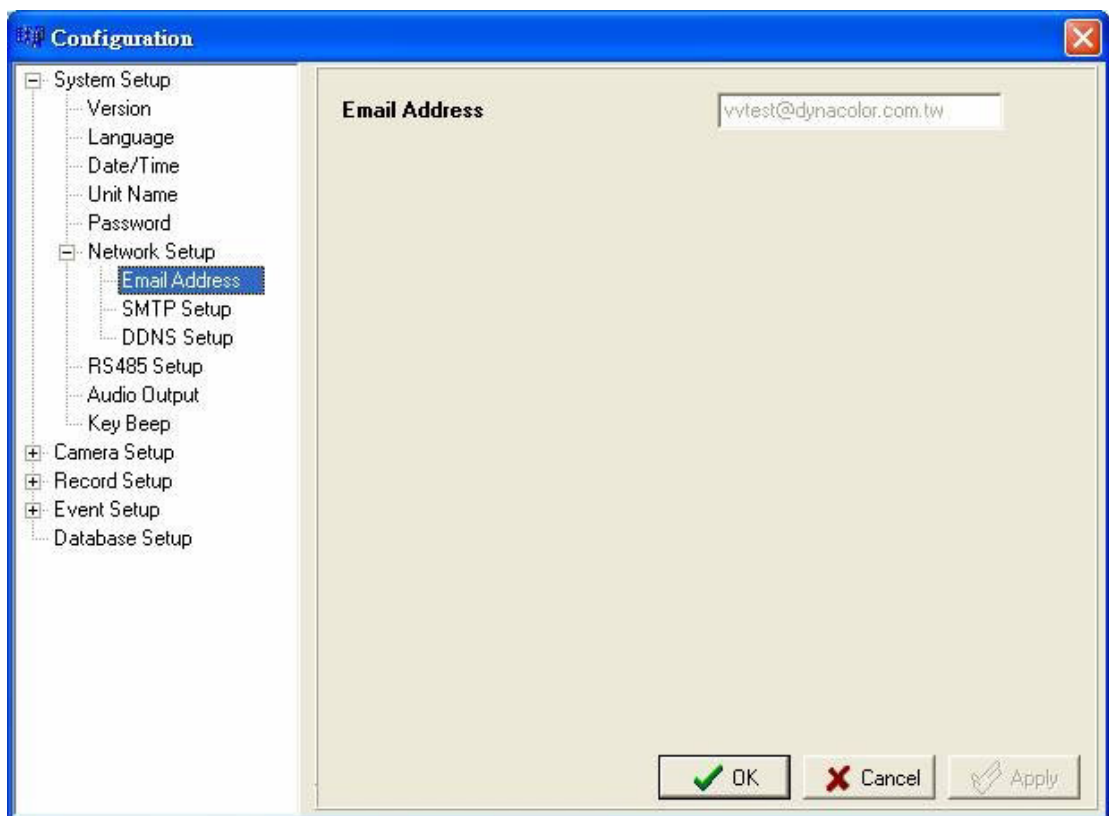 Configuration
System Setup
Version
Language
Date/Time
Unit Name
Password
Network Setup
Email Address
SMTP Setup
DDNS Setup
RS485 Setup
Audio Output
Key Beep
Camera Setup
Record Setup
Event Setup
Database Setup
Email Address
vvtest@dynacolor.com.tw
OK
Cancel
Apply